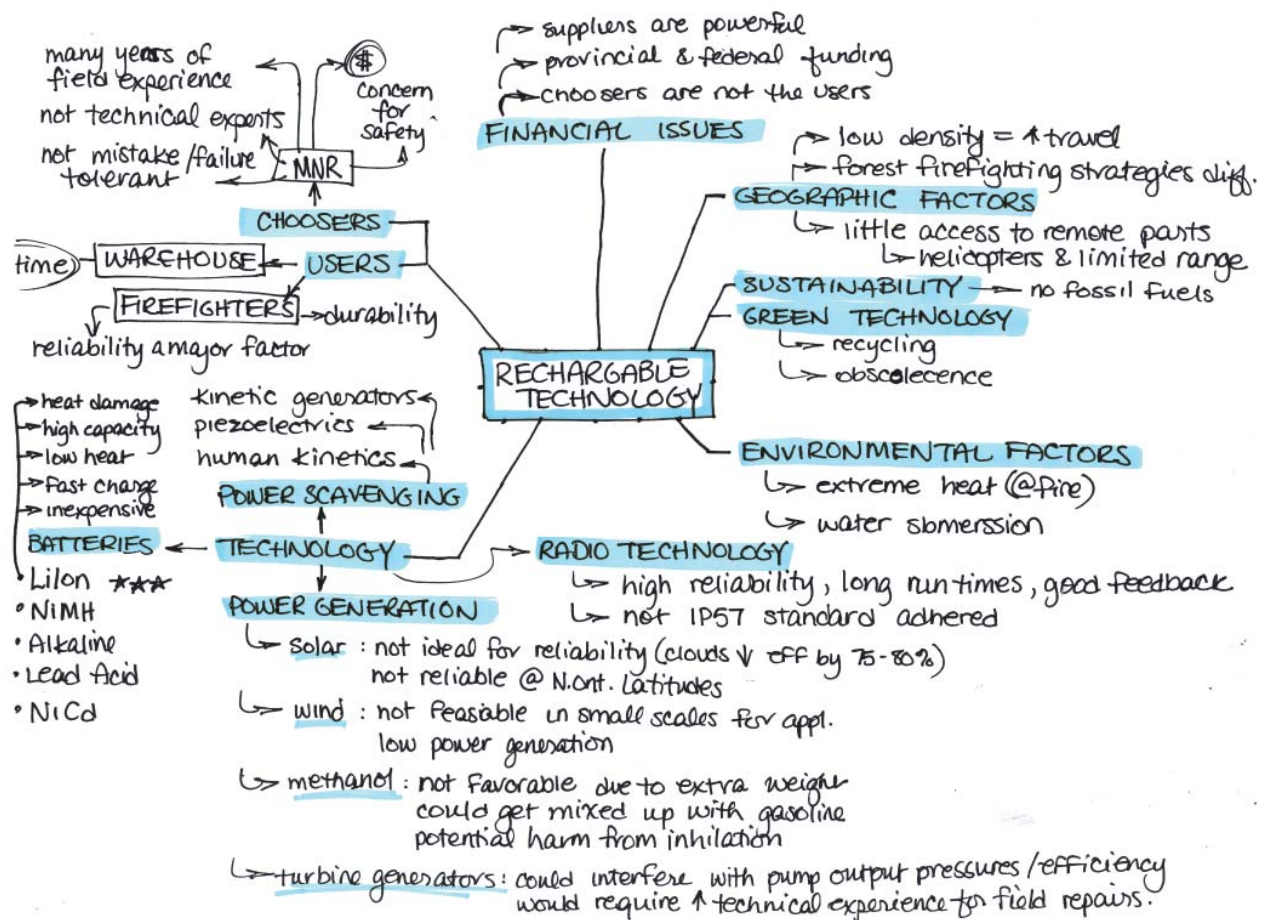 many years of
field experience
not technical experts
not mistake/failure
tolerant
$
concern
for
safety
MNR
CHOOSERS
time
WAREHOUSE
USERS
FIREFIGHTERS
durability
reliability a major factor
suppliers are powerful
provincial & federal funding
choosers are not the users
FINANCIAL ISSUES
low density = ↑ travel
forest firefighting strategies diff.
GEOGRAPHIC FACTORS
little access to remote parts
helicopters & limited range
SUSTAINABILITY
no fossil fuels
GREEN TECHNOLOGY
recycling
obscolecence
RECHARGABLE
TECHNOLOGY
ENVIRONMENTAL FACTORS
extreme heat (@fire)
water sbmerssion
kinetic generators
piezoelectrics
human kinetics
POWER SCAVENGING
heat damage
high capacity
low heat
fast charge
inexpensive
BATTERIES
TECHNOLOGY
RADIO TECHNOLOGY
high reliability, long run times, good feedback
not IP57 standard adhered
• LiIon ★★★
• NiMH
• Alkaline
• Lead Acid
• NiCd
POWER GENERATION
solar : not ideal for reliability (clouds ↓ eff by 75-80%)
not reliable @ N.Ont. Latitudes
wind : not feasiable in small scales for appl.
low power generation
methanol : not favorable due to extra weight
could get mixed up with gasoline
potential harm from inhilation
turbine generators : could interfere with pump output pressures/efficiency
would require ↑ technical experience for field repairs.